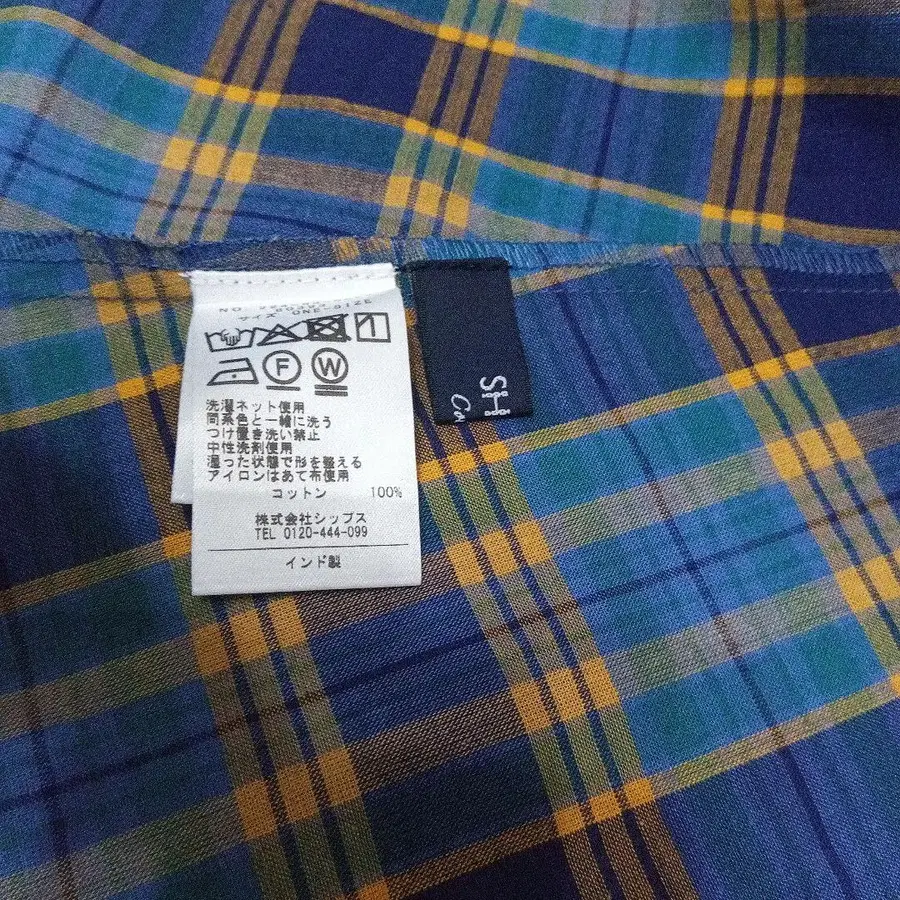 サイズ ONE-SIZE
F W
洗濯ネット使用
同系色と一緒に洗う
つけ置き洗い禁止
中性洗剤使用
湿った状態で形を整える
アイロンはあて布使用
コットン 100%
株式会社シップス
TEL 0120-444-099
インド製